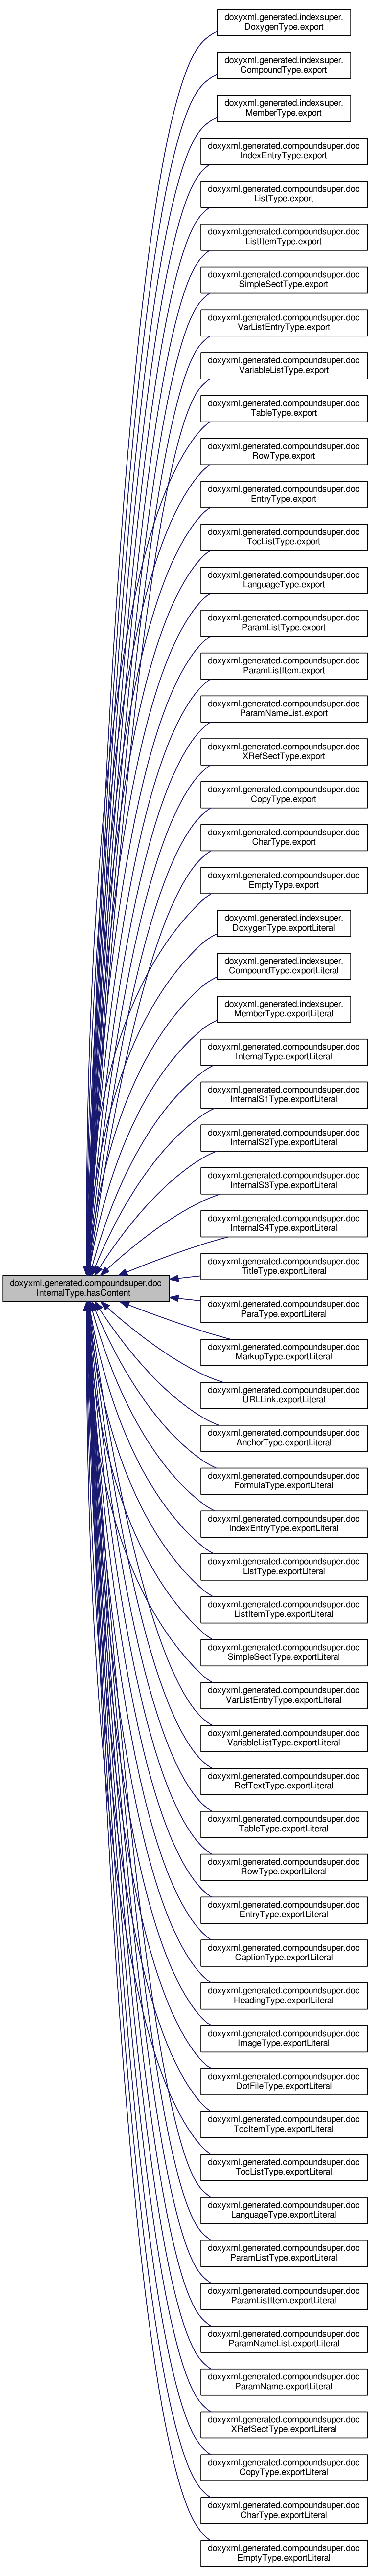 doxyxml.generated.indexsuper.
DoxygenType.export
doxyxml.generated.indexsuper.
CompoundType.export
doxyxml.generated.indexsuper.
MemberType.export
doxyxml.generated.compoundsuper.doc
IndexEntryType.export
doxyxml.generated.compoundsuper.doc
ListType.export
doxyxml.generated.compoundsuper.doc
ListItemType.export
doxyxml.generated.compoundsuper.doc
SimpleSectType.export
doxyxml.generated.compoundsuper.doc
VarListEntryType.export
doxyxml.generated.compoundsuper.doc
VariableListType.export
doxyxml.generated.compoundsuper.doc
TableType.export
doxyxml.generated.compoundsuper.doc
RowType.export
doxyxml.generated.compoundsuper.doc
EntryType.export
doxyxml.generated.compoundsuper.doc
TocListType.export
doxyxml.generated.compoundsuper.doc
LanguageType.export
doxyxml.generated.compoundsuper.doc
ParamListType.export
doxyxml.generated.compoundsuper.doc
ParamListItem.export
doxyxml.generated.compoundsuper.doc
ParamNameList.export
doxyxml.generated.compoundsuper.doc
XRefSectType.export
doxyxml.generated.compoundsuper.doc
CopyType.export
doxyxml.generated.compoundsuper.doc
CharType.export
doxyxml.generated.compoundsuper.doc
EmptyType.export
doxyxml.generated.indexsuper.
DoxygenType.exportLiteral
doxyxml.generated.indexsuper.
CompoundType.exportLiteral
doxyxml.generated.indexsuper.
MemberType.exportLiteral
doxyxml.generated.compoundsuper.doc
InternalType.exportLiteral
doxyxml.generated.compoundsuper.doc
InternalS1Type.exportLiteral
doxyxml.generated.compoundsuper.doc
InternalS2Type.exportLiteral
doxyxml.generated.compoundsuper.doc
InternalS3Type.exportLiteral
doxyxml.generated.compoundsuper.doc
InternalS4Type.exportLiteral
doxyxml.generated.compoundsuper.doc
TitleType.exportLiteral
doxyxml.generated.compoundsuper.doc
InternalType.hasContent_
doxyxml.generated.compoundsuper.doc
ParaType.exportLiteral
doxyxml.generated.compoundsuper.doc
MarkupType.exportLiteral
doxyxml.generated.compoundsuper.doc
URLLink.exportLiteral
doxyxml.generated.compoundsuper.doc
AnchorType.exportLiteral
doxyxml.generated.compoundsuper.doc
FormulaType.exportLiteral
doxyxml.generated.compoundsuper.doc
IndexEntryType.exportLiteral
doxyxml.generated.compoundsuper.doc
ListType.exportLiteral
doxyxml.generated.compoundsuper.doc
ListItemType.exportLiteral
doxyxml.generated.compoundsuper.doc
SimpleSectType.exportLiteral
doxyxml.generated.compoundsuper.doc
VarListEntryType.exportLiteral
doxyxml.generated.compoundsuper.doc
VariableListType.exportLiteral
doxyxml.generated.compoundsuper.doc
RefTextType.exportLiteral
doxyxml.generated.compoundsuper.doc
TableType.exportLiteral
doxyxml.generated.compoundsuper.doc
RowType.exportLiteral
doxyxml.generated.compoundsuper.doc
EntryType.exportLiteral
doxyxml.generated.compoundsuper.doc
CaptionType.exportLiteral
doxyxml.generated.compoundsuper.doc
HeadingType.exportLiteral
doxyxml.generated.compoundsuper.doc
ImageType.exportLiteral
doxyxml.generated.compoundsuper.doc
DotFileType.exportLiteral
doxyxml.generated.compoundsuper.doc
TocItemType.exportLiteral
doxyxml.generated.compoundsuper.doc
TocListType.exportLiteral
doxyxml.generated.compoundsuper.doc
LanguageType.exportLiteral
doxyxml.generated.compoundsuper.doc
ParamListType.exportLiteral
doxyxml.generated.compoundsuper.doc
ParamListItem.exportLiteral
doxyxml.generated.compoundsuper.doc
ParamNameList.exportLiteral
doxyxml.generated.compoundsuper.doc
ParamName.exportLiteral
doxyxml.generated.compoundsuper.doc
XRefSectType.exportLiteral
doxyxml.generated.compoundsuper.doc
CopyType.exportLiteral
doxyxml.generated.compoundsuper.doc
CharType.exportLiteral
doxyxml.generated.compoundsuper.doc
EmptyType.exportLiteral